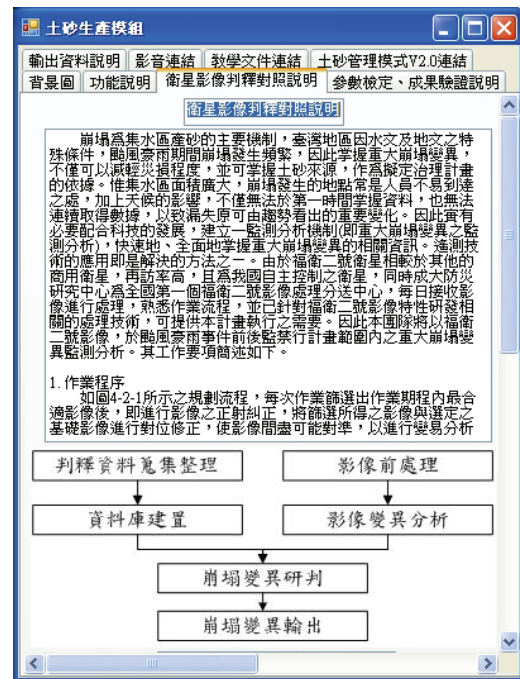 土砂生產模組
輸出資料說明 影音連結 教學文件連結 土砂管理模式V2.0連結
背景圖 功能說明 衛星影像判釋對照說明 參數檢定、成果驗證說明
衛星影像判釋對照說明
崩塌為集水區產砂的主要機制，臺灣地區因水文及地文之特
殊條件，颱風豪雨期間崩塌發生頻繁，因此掌握重大崩塌變異，
不僅可以減輕災損程度，並可掌握土砂來源，作為擬定治理計畫
的依據。惟集水區面積廣大，崩塌發生的地點常是人員不易到達
之處，加上天候的影響，不僅無法於第一時間掌握資料，也無法
連續取得數據，以致漏失原可由趨勢看出的重要變化。因此實有
必要配合科技的發展，建立一監測分析機制(即重大崩塌變異之監
測分析)，快速地、全面地掌握重大崩塌變異的相關資訊。遙測技
術的應用即是解決的方法之一。由於福衛二號衛星相較於其他的
商用衛星，再訪率高，且為我國自主控制之衛星，同時成大防災
研究中心為全國第一個福衛二號影像處理分送中心，每日接收影
像進行處理，熟悉作業流程，並已針對福衛二號影像特性研發相
關的處理技術，可提供本計畫執行之需要。因此本團隊將以福衛
二號影像，於颱風豪雨事件前後監禁行計畫範圍內之重大崩塌變
異監測分析。其工作要項簡述如下。
1.作業程序
如圖4-2-1所示之規劃流程，每次作業篩選出作業期程內最合
適影像後，即進行影像之正射糾正，將篩選所得之影像與選定之
基礎影像進行對位修正，使影像間盡可能對準，以進行變易分析
判釋資料蒐集整理 影像前處理
資料庫建置 影像變異分析
崩塌變異研判
崩塌變異輸出